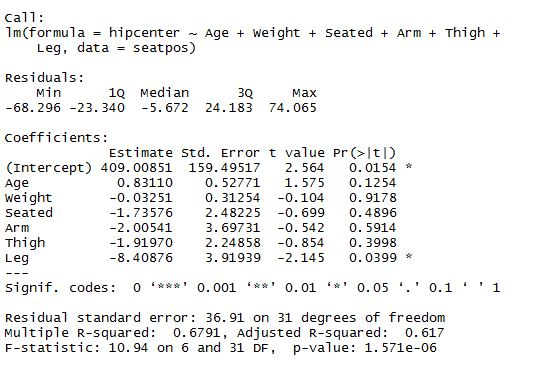 Call:
lm(formula = hipcenter ~ Age + Weight + Seated + Arm + Thigh +
    Leg, data = seatpos)
Residuals:
    Min      1Q  Median      3Q     Max
-68.296 -23.340  -5.672  24.183  74.065
Coefficients:
             Estimate Std. Error t value Pr(>|t|)
(Intercept) 409.00851  159.49517   2.564   0.0154 *
Age           0.83110    0.52771   1.575   0.1254
Weight       -0.03251    0.31254  -0.104   0.9178
Seated       -1.73576    2.48225  -0.699   0.4896
Arm          -2.00541    3.69731  -0.542   0.5914
Thigh        -1.91970    2.24858  -0.854   0.3998
Leg          -8.40876    3.91939  -2.145   0.0399 *
---
Signif. codes:  0 ‘***’ 0.001 ‘**’ 0.01 ‘*’ 0.05 ‘.’ 0.1 ‘ ’ 1
Residual standard error: 36.91 on 31 degrees of freedom
Multiple R-squared:  0.6791, Adjusted R-squared:  0.617
F-statistic: 10.94 on 6 and 31 DF,  p-value: 1.571e-06